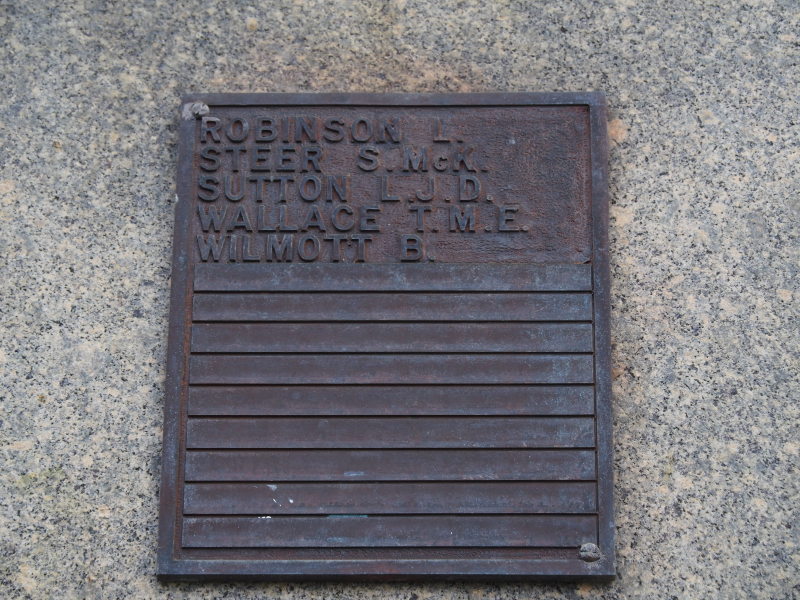 ROBINSON L.
STEER S.McK.
SUTTON L.J.D.
WALLACE T.M.E.
WILMOTT B.